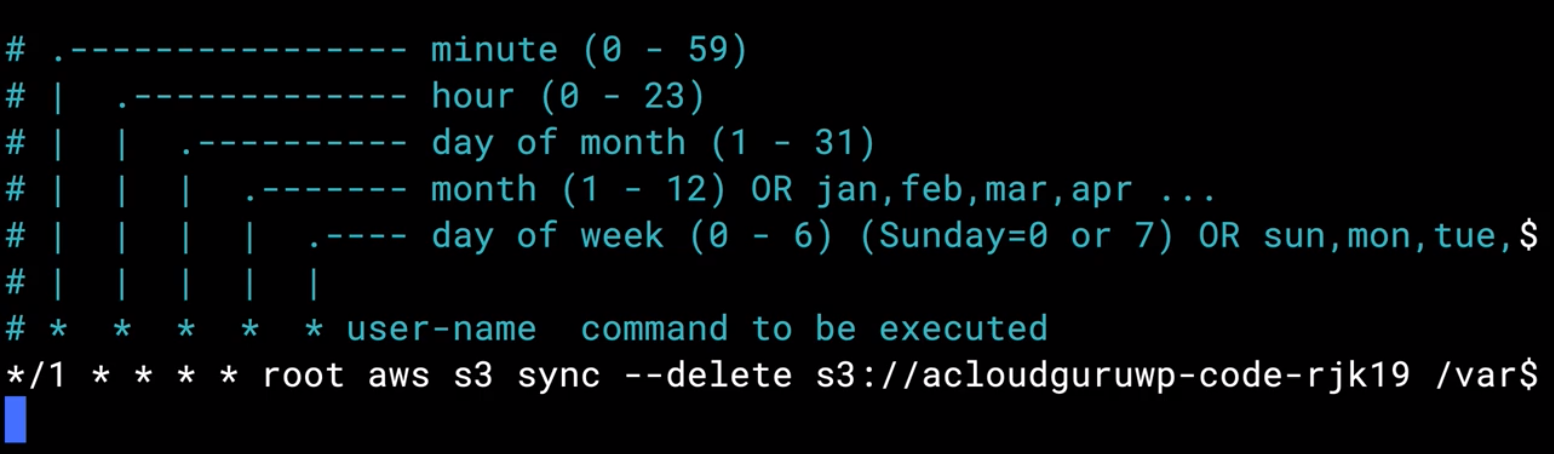 # .---------------- minute (0 - 59)
# |  .------------- hour (0 - 23)
# |  |  .---------- day of month (1 - 31)
# |  |  |  .------- month (1 - 12) OR jan,feb,mar,apr ...
# |  |  |  |  .---- day of week (0 - 6) (Sunday=0 or 7) OR sun,mon,tue,$
# |  |  |  |  |
# *  *  *  *  * user-name  command to be executed
*/1 * * * * root aws s3 sync --delete s3://acloudguruwp-code-rjk19 /var$